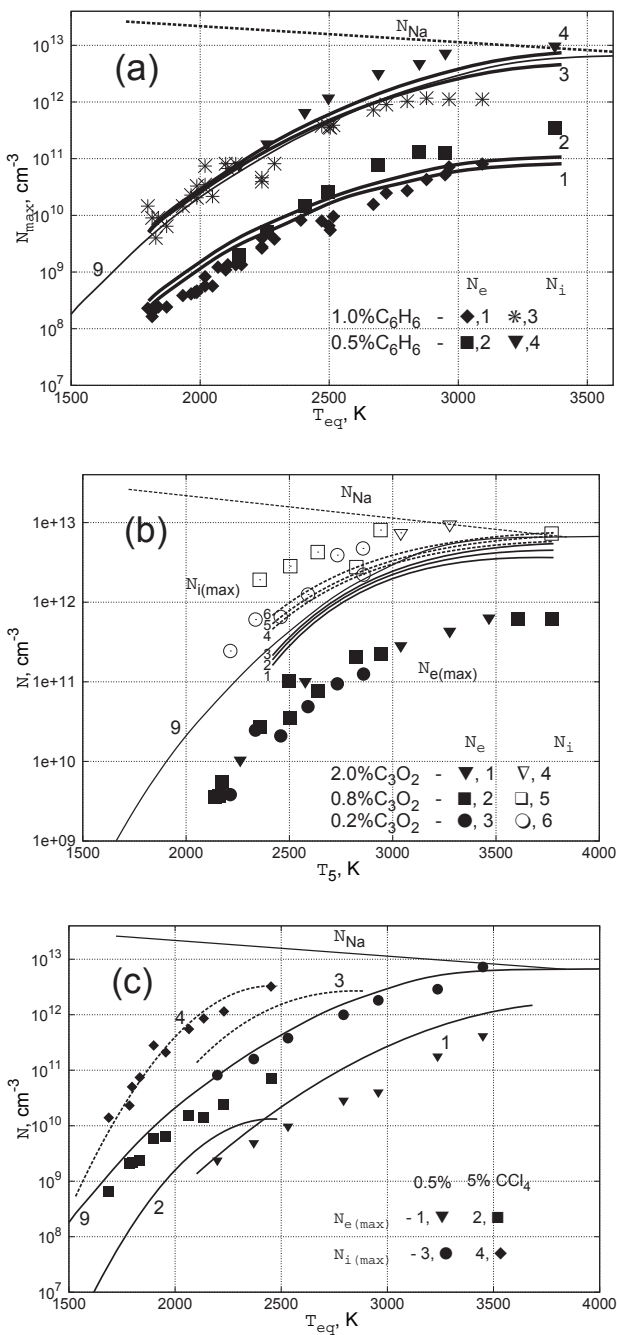 (a)
N_Na
4
3
2
1
9
10^13
10^12
10^11
10^10
10^9
10^8
10^7
N_max, cm^-3
N_e N_i
1.0%C_6H_6 - ◆,1 ✳,3
0.5%C_6H_6 - ■,2 ▼,4
1500 2000 2500 3000 3500
T_eq, K
(b)
N_Na
1e+13
1e+12
1e+11
1e+10
1e+09
N, cm^-3
N_i(max)
6
5
4
3
2
1
9
N_e(max)
N_e N_i
2.0%C_3O_2 - ▼, 1 ▽, 4
0.8%C_3O_2 - ■, 2 □, 5
0.2%C_3O_2 - ●, 3 ○, 6
1500 2000 2500 3000 3500 4000
T_5, K
(c)
N_Na
10^13
10^12
10^11
-10^10
10^9
10^8
10^7
N, cm^-3
4
3
1
9
2
0.5% 5% CCl_4
N_e(max) - 1, ▼ 2, ■
N_i(max) - 3, ● 4, ◆
1500 2000 2500 3000 3500 4000
T_eq, K